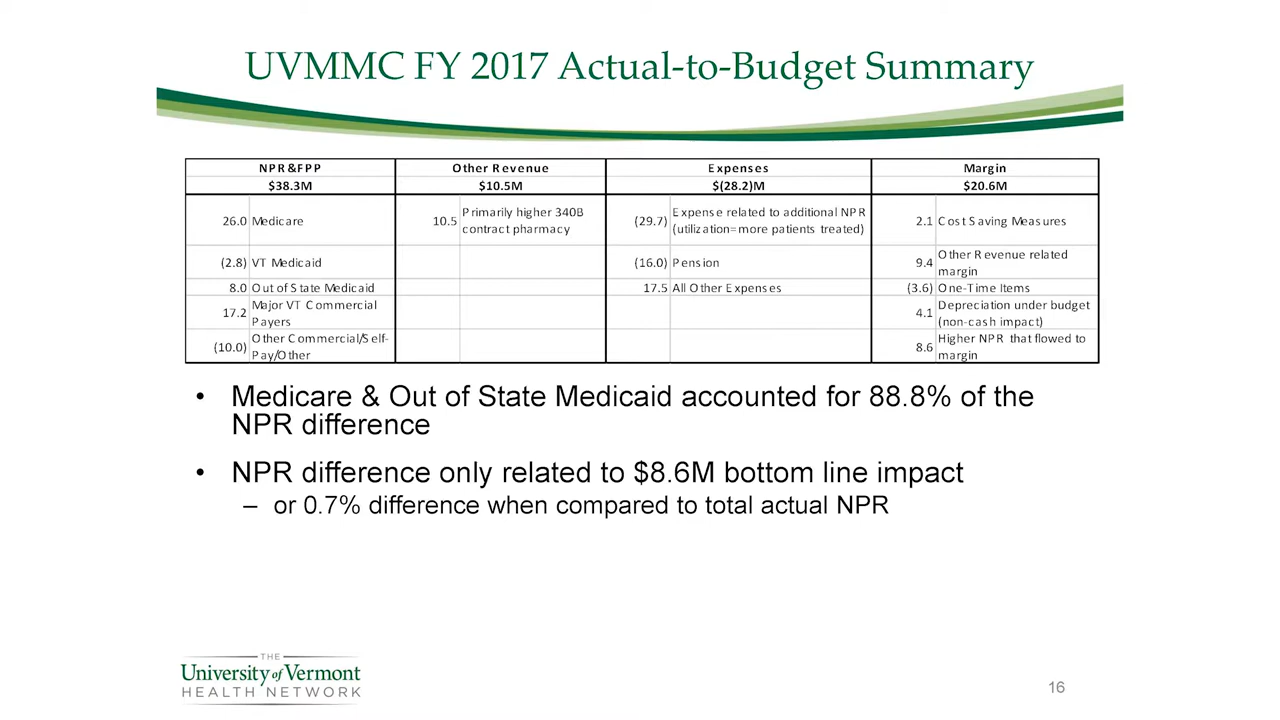 UVMMC FY 2017 Actual-to-Budget Summary
NPR&FPP Other Revenue Expenses Margin
$38.3M $10.5M $(28.2)M $20.6M
26.0 Medicare 10.5 Primarily higher 340B contract pharmacy (29.7) Expense related to additional NPR (utilization=more patients treated) 2.1 Cost Saving Measures
(2.8) VT Medicaid (16.0) Pension 9.4 Other Revenue related margin
8.0 Out of State Medicaid 17.5 All Other Expenses (3.6) One-Time Items
17.2 Major VT Commercial Payers 4.1 Depreciation under budget (non-cash impact)
(10.0) Other Commercial/Self-Pay/Other 8.6 Higher NPR that flowed to margin
• Medicare & Out of State Medicaid accounted for 88.8% of the
NPR difference
• NPR difference only related to $8.6M bottom line impact
– or 0.7% difference when compared to total actual NPR
THE
University of Vermont
HEALTH NETWORK
16